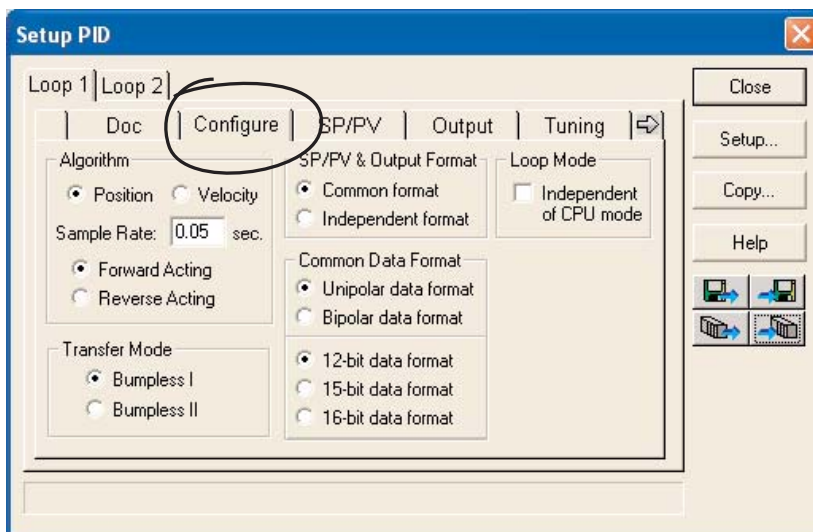 Setup PID
Loop 1 Loop 2
Doc Configure SP/PV Output Tuning
Algorithm
Position Velocity
Sample Rate: 0.05 sec.
Forward Acting
Reverse Acting
Transfer Mode
Bumpless I
Bumpless II
SP/PV & Output Format
Common format
Independent format
Common Data Format
Unipolar data format
Bipolar data format
12-bit data format
15-bit data format
16-bit data format
Loop Mode
Independent
of CPU mode
Close
Setup...
Copy...
Help